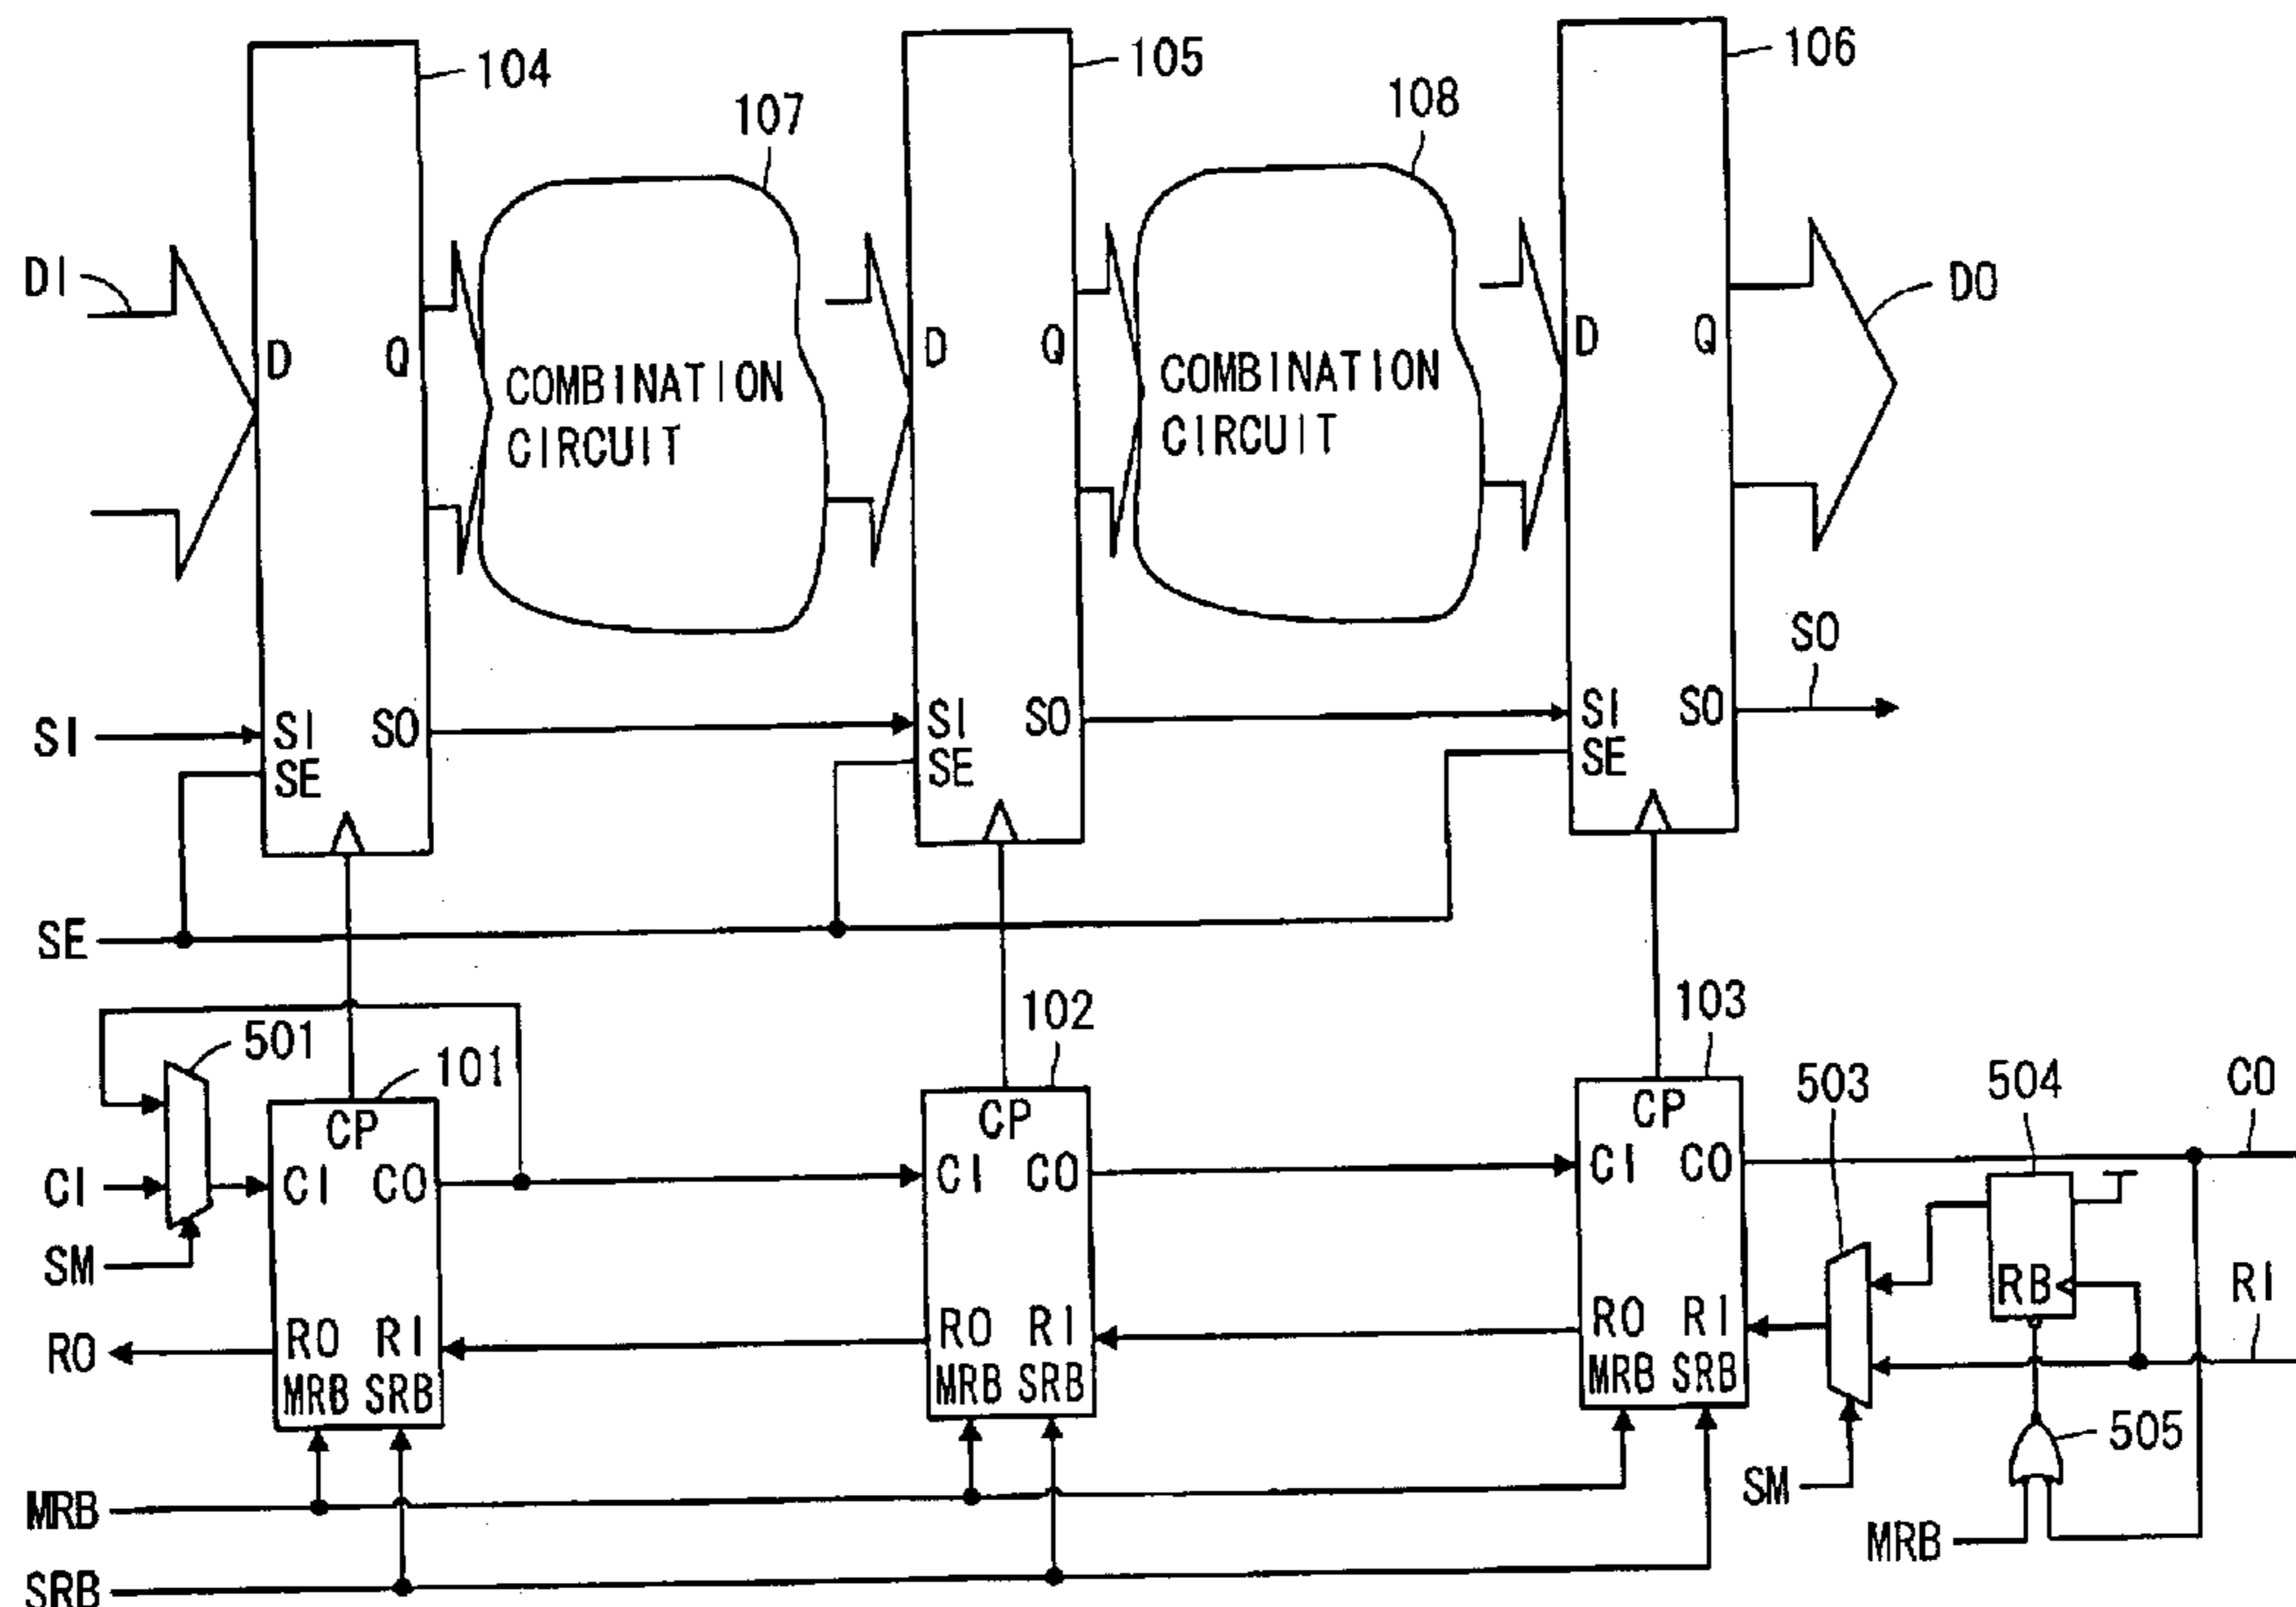 104
105
106
107
108
DI
D
Q
COMBINATION
CIRCUIT
D
Q
COMBINATION
CIRCUIT
D
Q
DO
SI
SI
SO
SE
SI
SO
SE
SI
SO
SE
SO
SE
501
101
102
103
503
504
CO
CP
CP
CP
CI
CI
CO
CI
CO
CI
CO
SM
RB
RI
RO
RO
RI
MRB
SRB
RO
RI
MRB
SRB
RO
RI
MRB
SRB
505
SM
MRB
MRB
SRB